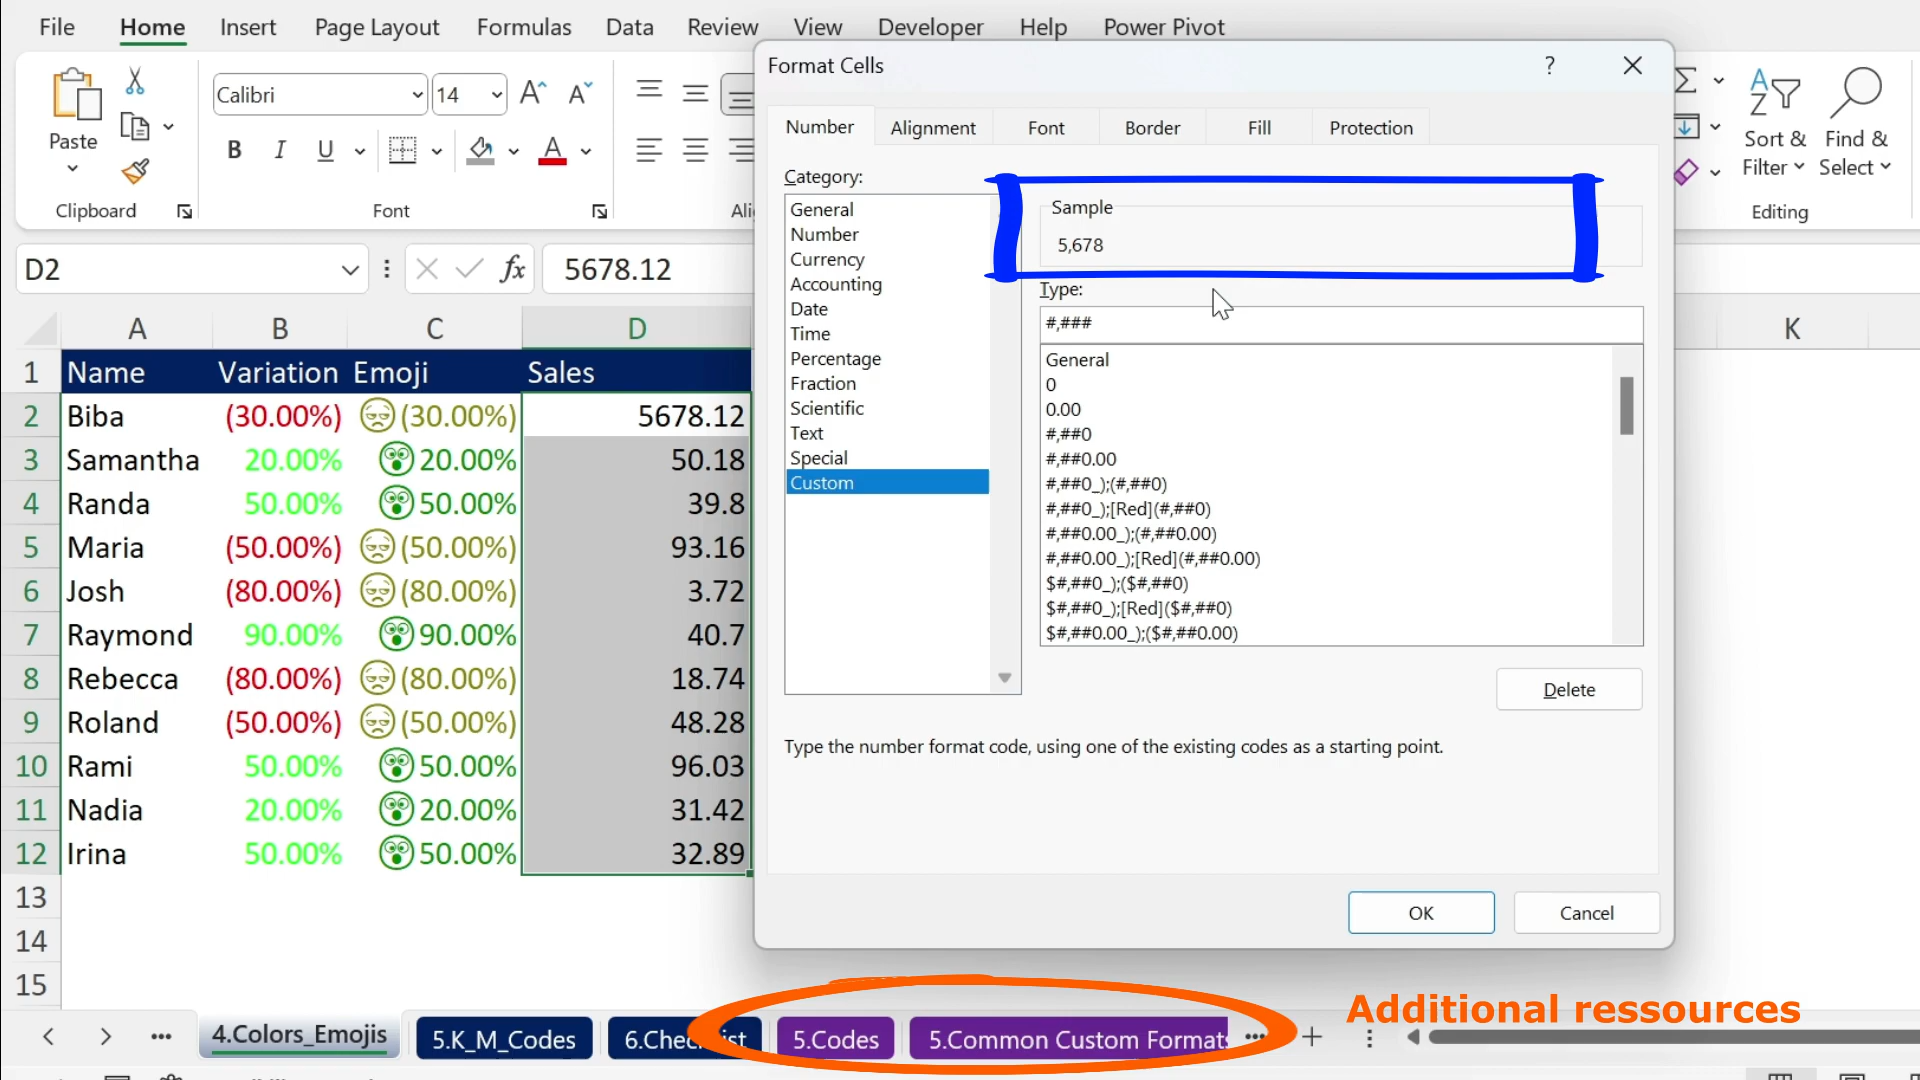 File Home Insert Page Layout Formulas Data Review View Developer Help Power Pivot
Paste
Clipboard
Calibri 14
B I U
Font
Format Cells
Number Alignment Font Border Fill Protection
Category:
General
Number
Currency
Accounting
Date
Time
Percentage
Fraction
Scientific
Text
Special
Custom
Sample
5,678
Type:
#,###
General
0
0.00
#,##0
#,##0.00
#,##0_);(#,##0)
#,##0_);[Red](#,##0)
#,##0.00_);(#,##0.00)
#,##0.00_);[Red](#,##0.00)
$#,##0_);($#,##0)
$#,##0_);[Red]($#,##0)
$#,##0.00_);($#,##0.00)
Delete
Type the number format code, using one of the existing codes as a starting point.
OK Cancel
Sort & Filter
Find & Select
Editing
D2 fx 5678.12
A B C D K
1 Name Variation Emoji Sales
2 Biba (30.00%) (30.00%) 5678.12
3 Samantha 20.00% 20.00% 50.18
4 Randa 50.00% 50.00% 39.8
5 Maria (50.00%) (50.00%) 93.16
6 Josh (80.00%) (80.00%) 3.72
7 Raymond 90.00% 90.00% 40.7
8 Rebecca (80.00%) (80.00%) 18.74
9 Roland (50.00%) (50.00%) 48.28
10 Rami 50.00% 50.00% 96.03
11 Nadia 20.00% 20.00% 31.42
12 Irina 50.00% 50.00% 32.89
13
14
15
4.Colors_Emojis 5.K_M_Codes 5.Codes 5.Common Custom Formats
Additional ressources